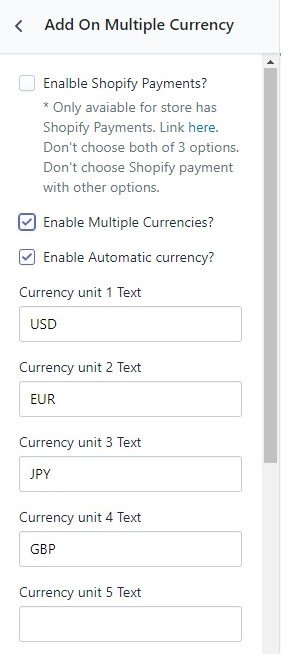 Add On Multiple Currency
Enalble Shopify Payments?
* Only avaiable for store has
Shopify Payments. Link here.
Don't choose both of 3 options.
Don't choose Shopify payment
with other options.
Enable Multiple Currencies?
Enable Automatic currency?
Currency unit 1 Text
USD
Currency unit 2 Text
EUR
Currency unit 3 Text
JPY
Currency unit 4 Text
GBP
Currency unit 5 Text